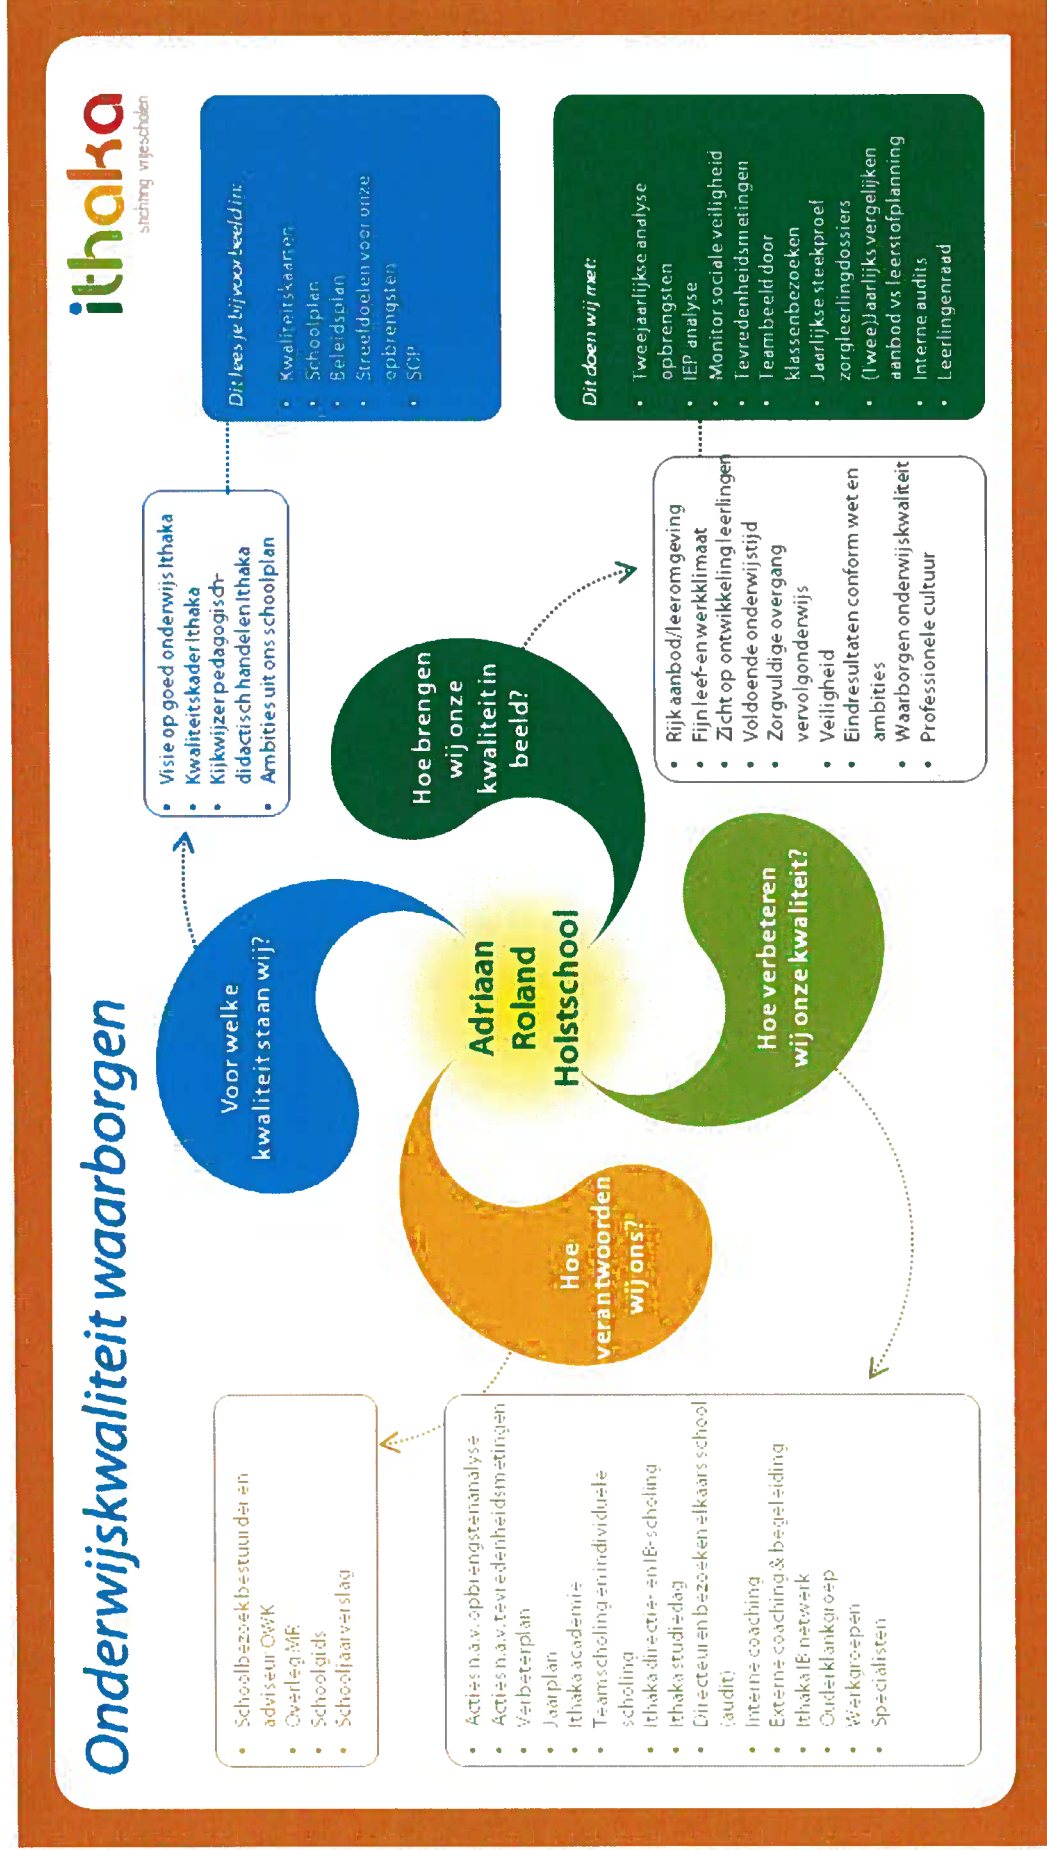 Onderwijskwaliteit waarborgen
ithaka
stichting vrijescholen
Voor welke
kwaliteit staan wij?
• Visie op goed onderwijs Ithaka
• Kwaliteitskader Ithaka
• Kijkwijzer pedagogisch-
didactisch handelen Ithaka
• Ambities uit ons schoolplan
Dit lees je bijvoorbeeld in:
• Kwaliteitskaarten
• Schoolplan
• Beleidsplan
• Streefdoelen voor onze
opbrengsten
• SOP
Hoe brengen
wij onze
kwaliteit in
beeld?
• Rijk aanbod/leeromgeving
• Fijn leef-en werkklimaat
• Zicht op ontwikkeling leerlingen
• Voldoende onderwijstijd
• Zorgvuldige overgang
vervolgonderwijs
• Veiligheid
• Eindresultaten conform wet en
ambities
• Waarborgen onderwijskwaliteit
• Professionele cultuur
Dit doen wij met:
• Tweejaarlijkse analyse
opbrengsten
• IEP analyse
• Monitor sociale veiligheid
• Tevredenheidsmetingen
• Teambeeld door
klassenbezoeken
• Jaarlijkse steekproef
zorgleerlingdossiers
• (Twee)Jaarlijks vergelijken
aanbod vs leerstofplanning
• Interne audits
• Leerlingenraad
Adriaan
Roland
Holstschool
Hoe verbeteren
wij onze kwaliteit?
• Acties n.a.v. opbrengstenanalyse
• Acties n.a.v. tevredenheidsmetingen
• Verbeterplan
• Jaarplan
• Ithaka academie
• Teamscholing en individuele
scholing
• Ithaka directie- en IB-scholing
• Ithaka studiedag
• Directeuren bezoeken elkaars school
(audit)
• Interne coaching
• Externe coaching & begeleiding
• Ithaka IB netwerk
• Ouderklankgroep
• Werkgroepen
• Specialisten
Hoe
verantwoorden
wij ons?
• Schoolbezoek bestuurder en
adviseur OWK
• Overleg MR
• Schoolgids
• Schooljaarverslag